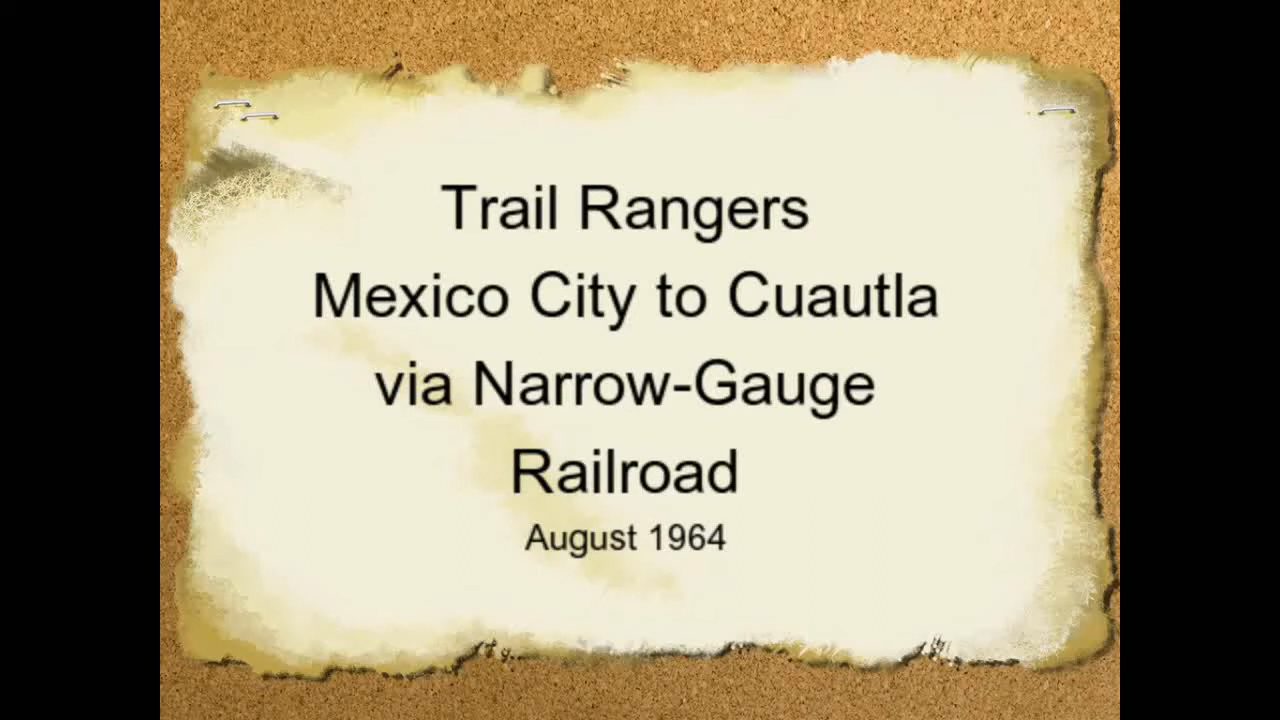 Trail Rangers
Mexico City to Cuautla
via Narrow-Gauge
Railroad
August 1964